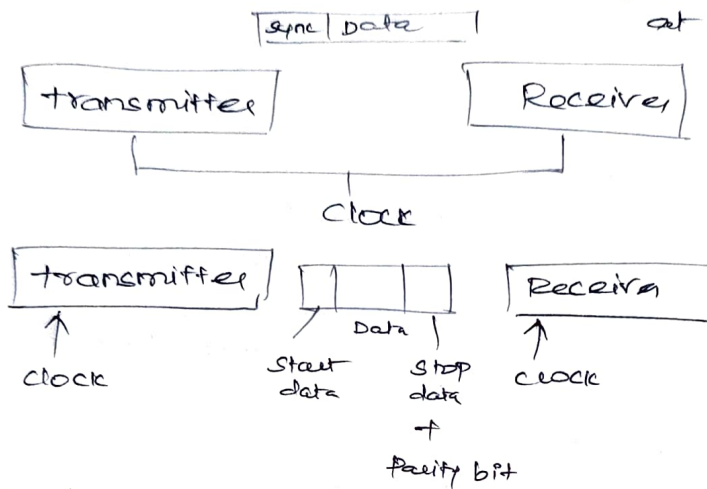 Sync Data
transmitter Receiver
Clock
transmitter Receiver
Data
Clock Start Stop Clock
data data
+
Parity bit